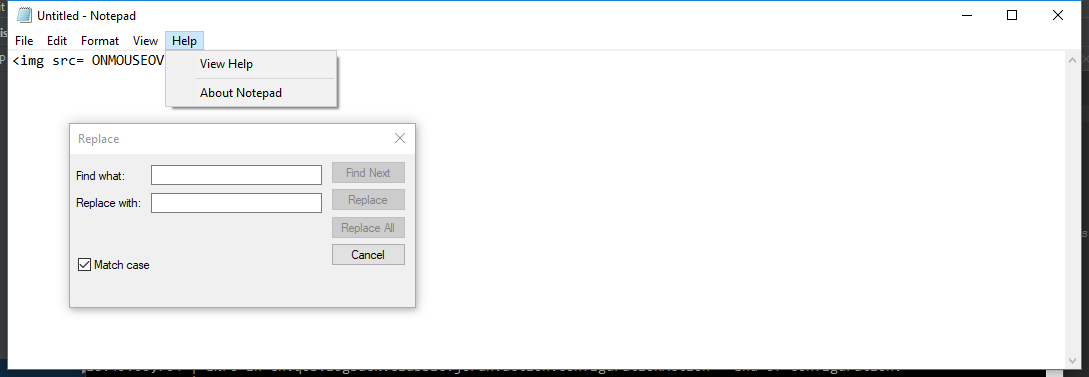 Untitled - Notepad
File Edit Format View Help
<img src= ONMOUSEOV
View Help
About Notepad
Replace
Find what:
Find Next
Replace with:
Replace
Replace All
Cancel
Match case